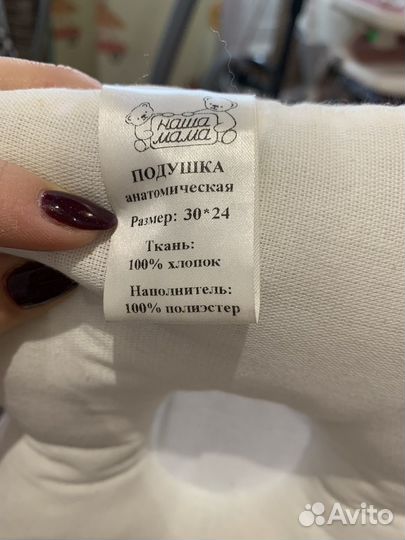 наша
мама
ПОДУШКА
анатомическая
Размер: 30*24
Ткань:
100% хлопок
Наполнитель:
100% полиэстер
Avito